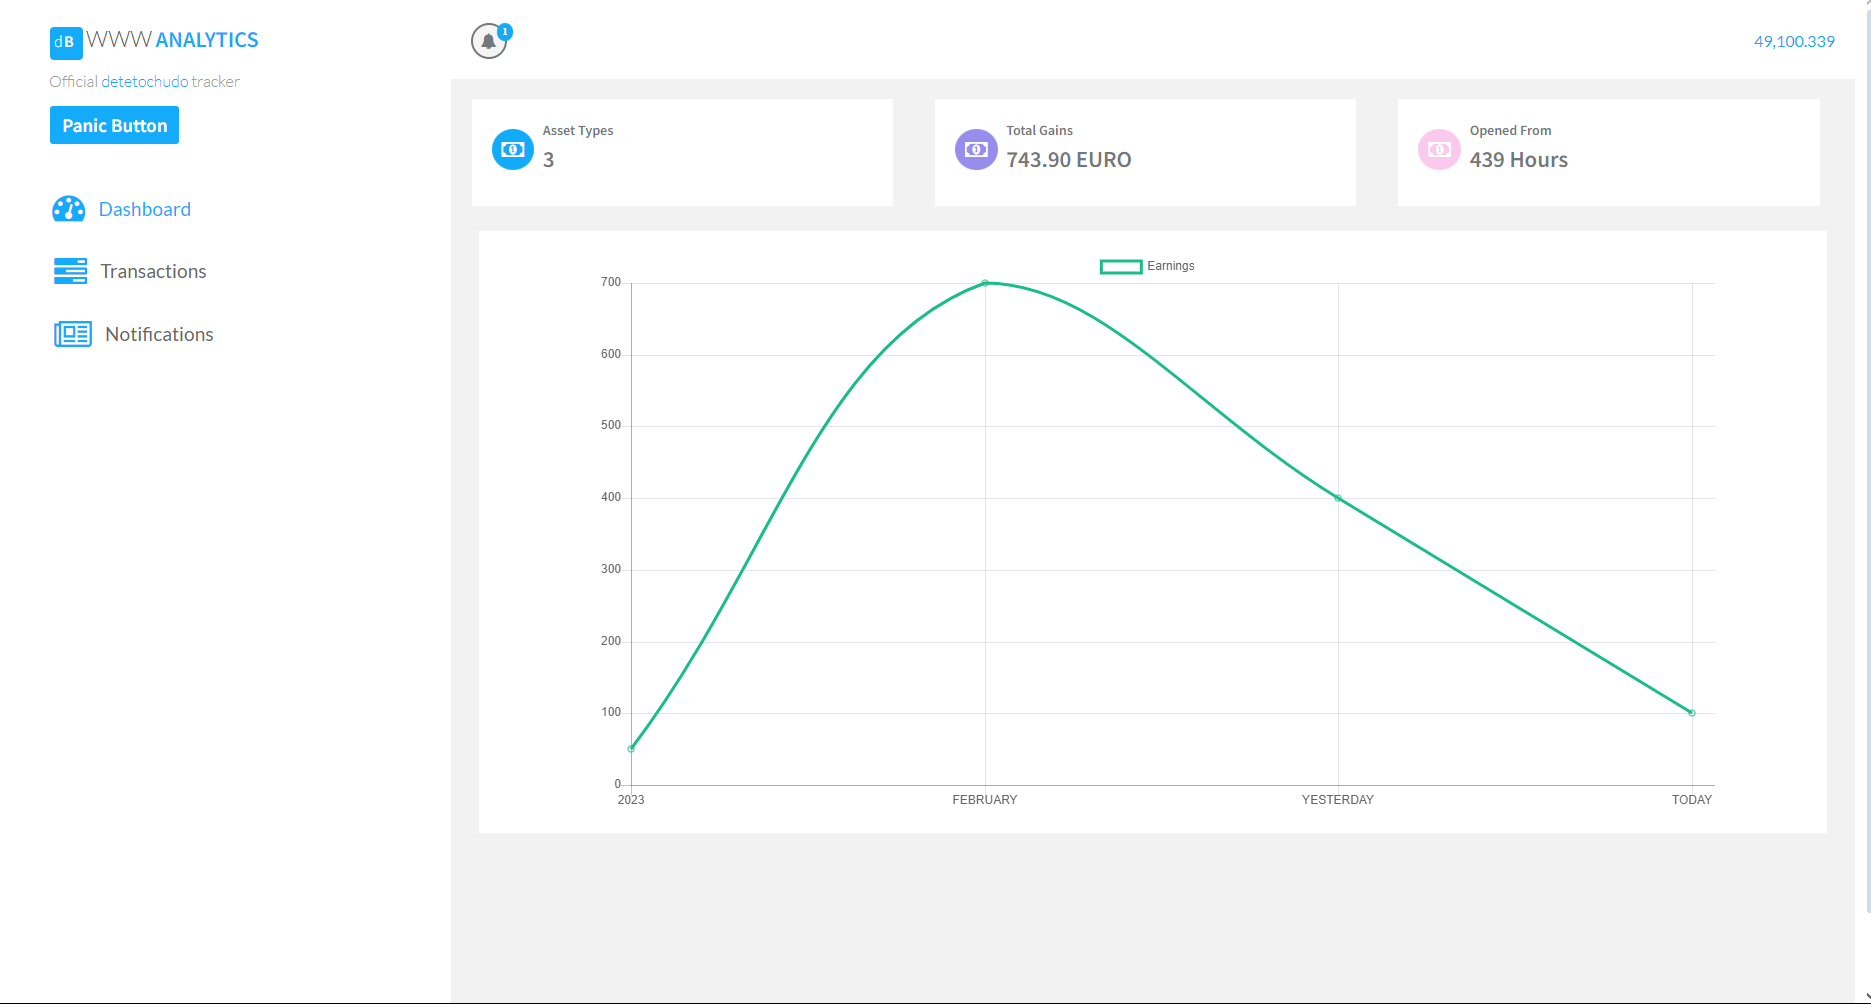 dB WWW ANALYTICS
Official detetochudo tracker
Panic Button
Dashboard
Transactions
Notifications
1
49,100.339
Asset Types
3
Total Gains
743.90 EURO
Opened From
439 Hours
Earnings
700
600
500
400
300
200
100
0
2023 FEBRUARY YESTERDAY TODAY